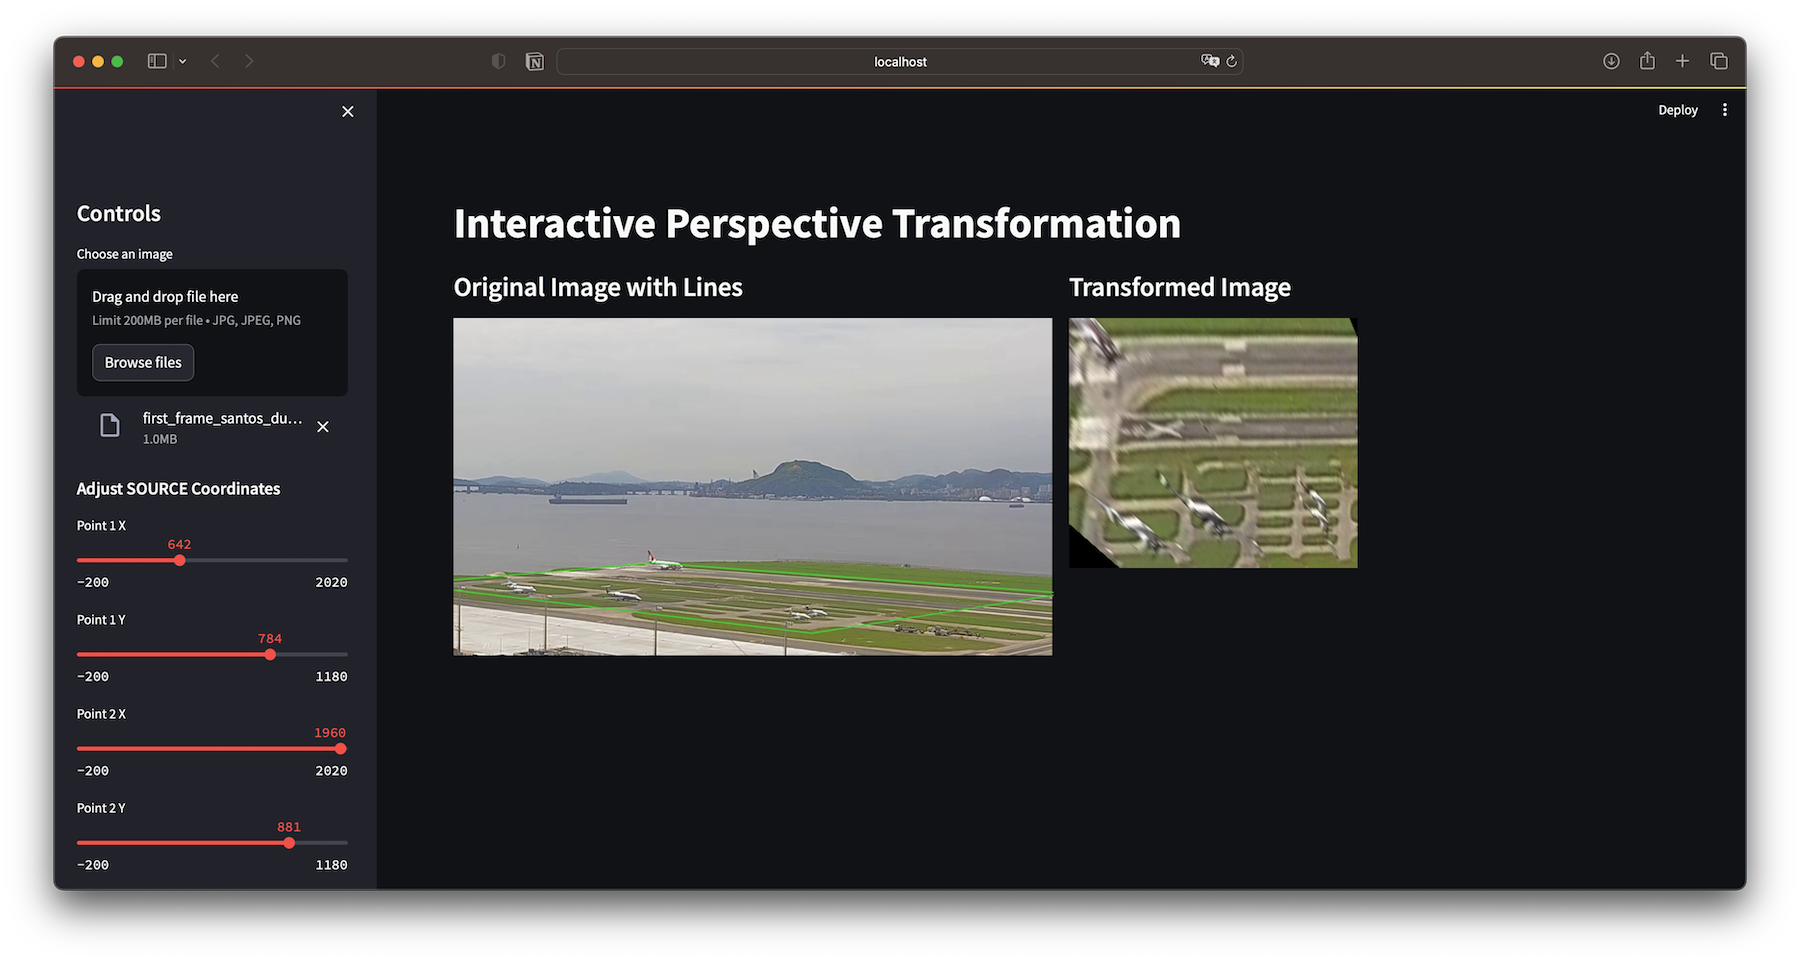 localhost
Deploy
Controls
Choose an image
Drag and drop file here
Limit 200MB per file • JPG, JPEG, PNG
Browse files
first_frame_santos_du...
1.0MB
Adjust SOURCE Coordinates
Point 1 X
642
-200 2020
Point 1 Y
784
-200 1180
Point 2 X
1960
-200 2020
Point 2 Y
881
-200 1180
Interactive Perspective Transformation
Original Image with Lines
Transformed Image